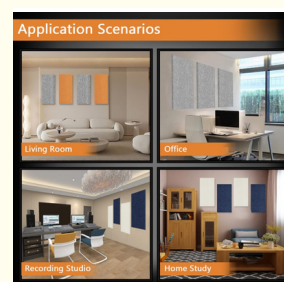 Application Scenarios
Living Room
Office
Recording Studio
Home Study